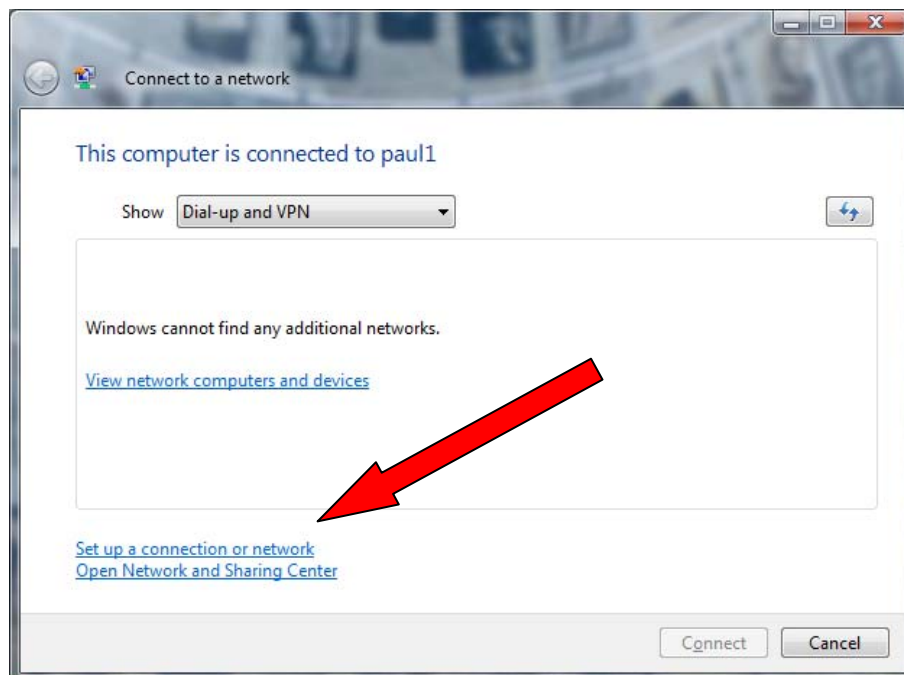 Connect to a network
This computer is connected to paul1
Show Dial-up and VPN
Windows cannot find any additional networks.
View network computers and devices
Set up a connection or network
Open Network and Sharing Center
Connect Cancel